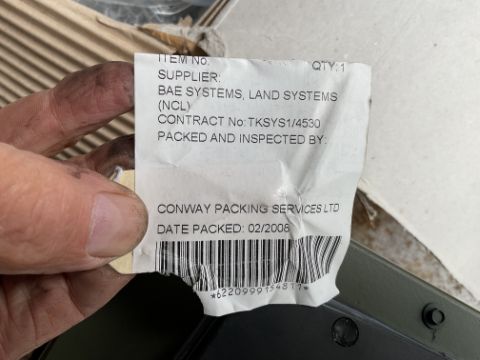 ITEM No:
QTY: 1
SUPPLIER:
BAE SYSTEMS, LAND SYSTEMS
(NCL)
CONTRACT No: TKSYS1/4530
PACKED AND INSPECTED BY:
CONWAY PACKING SERVICES LTD
DATE PACKED: 02/2008